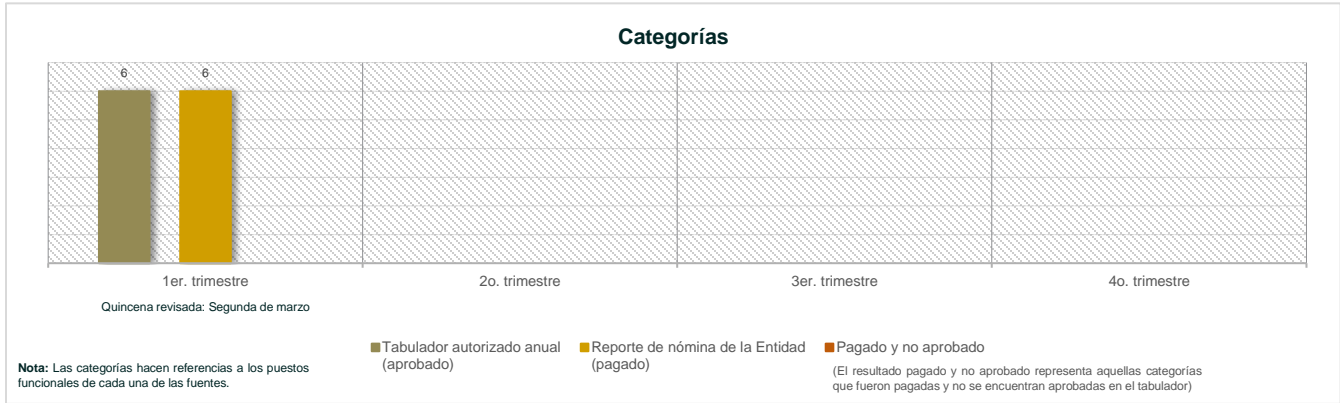 Categorías
6
6
1er. trimestre
2o. trimestre
3er. trimestre
4o. trimestre
Quincena revisada: Segunda de marzo
Tabulador autorizado anual
(aprobado)
Reporte de nómina de la Entidad
(pagado)
Pagado y no aprobado
(El resultado pagado y no aprobado representa aquellas categorías
que fueron pagadas y no se encuentran aprobadas en el tabulador)
Nota: Las categorías hacen referencias a los puestos
funcionales de cada una de las fuentes.